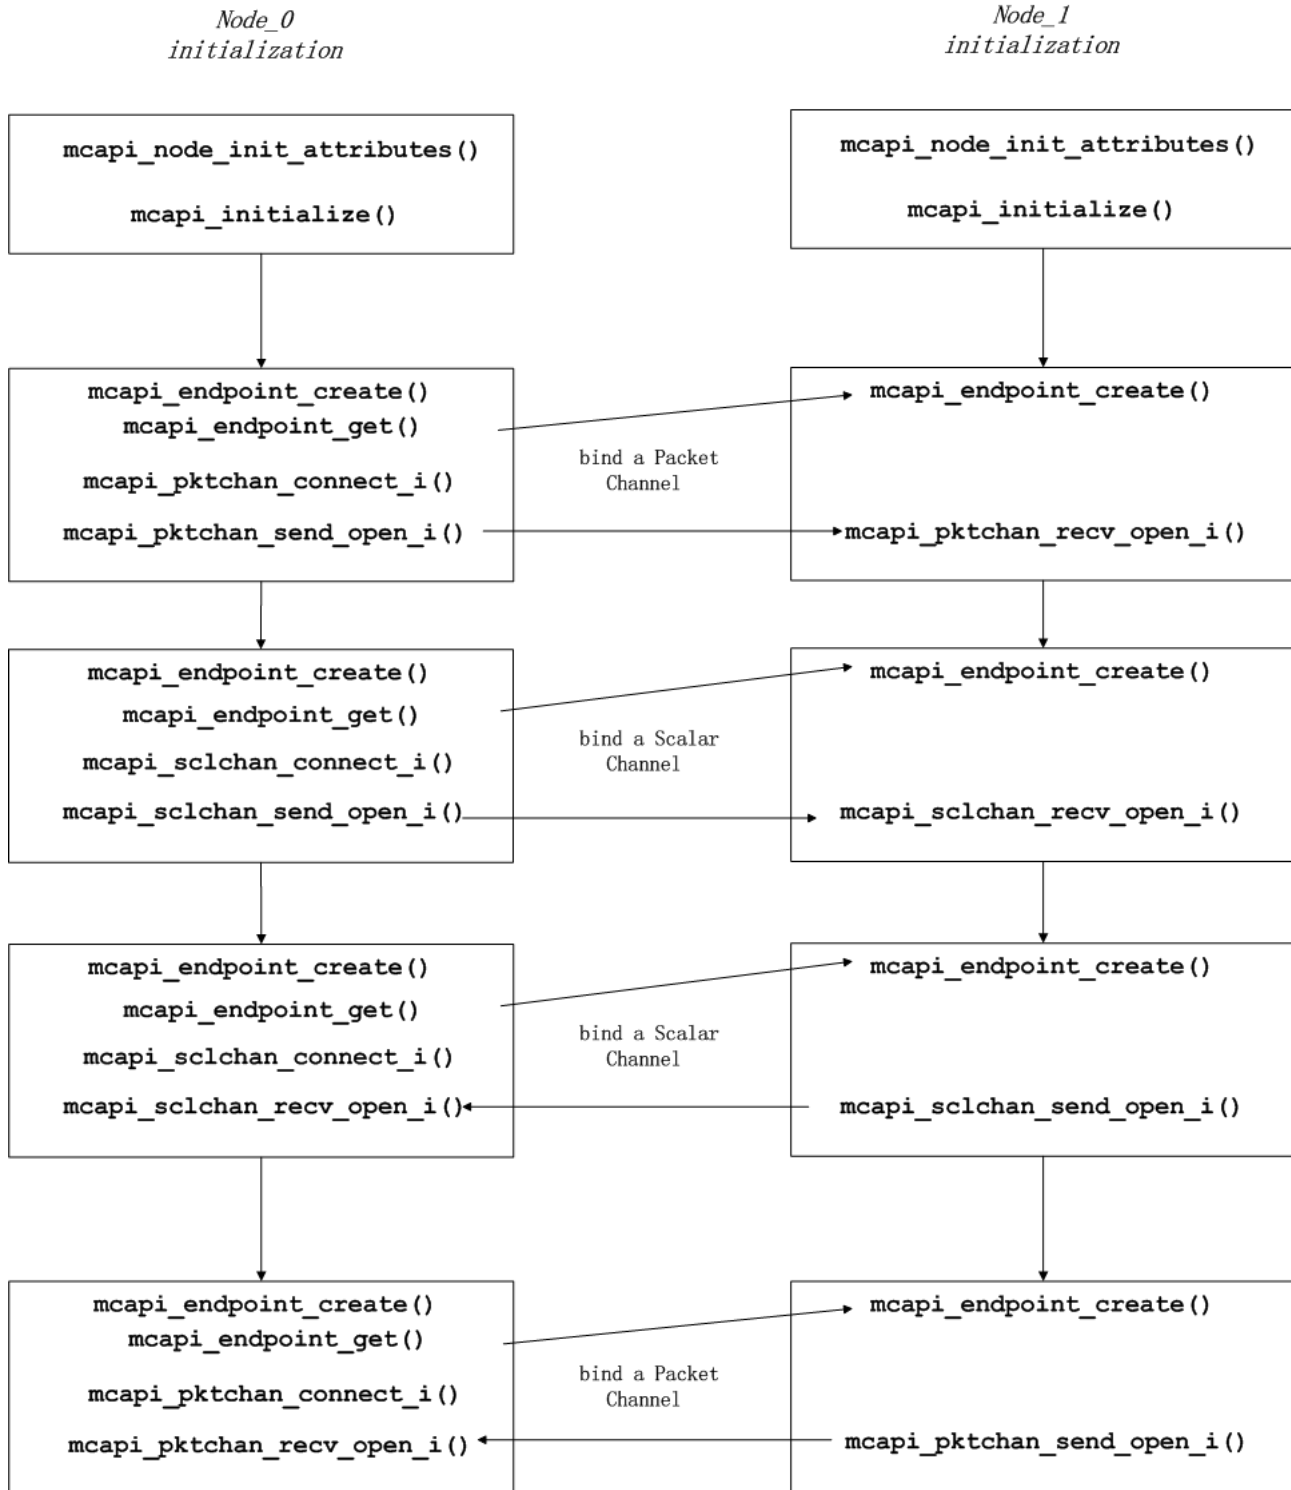 Node_0
initialization
Node_1
initialization
mcapi_node_init_attributes()
mcapi_initialize()
mcapi_node_init_attributes()
mcapi_initialize()
mcapi_endpoint_create()
mcapi_endpoint_get()
mcapi_pktchan_connect_i()
mcapi_pktchan_send_open_i()
bind a Packet
Channel
mcapi_endpoint_create()
mcapi_pktchan_recv_open_i()
mcapi_endpoint_create()
mcapi_endpoint_get()
mcapi_sclchan_connect_i()
mcapi_sclchan_send_open_i()
bind a Scalar
Channel
mcapi_endpoint_create()
mcapi_sclchan_recv_open_i()
mcapi_endpoint_create()
mcapi_endpoint_get()
mcapi_sclchan_connect_i()
mcapi_sclchan_recv_open_i()
bind a Scalar
Channel
mcapi_endpoint_create()
mcapi_sclchan_send_open_i()
mcapi_endpoint_create()
mcapi_endpoint_get()
mcapi_pktchan_connect_i()
mcapi_pktchan_recv_open_i()
bind a Packet
Channel
mcapi_endpoint_create()
mcapi_pktchan_send_open_i()